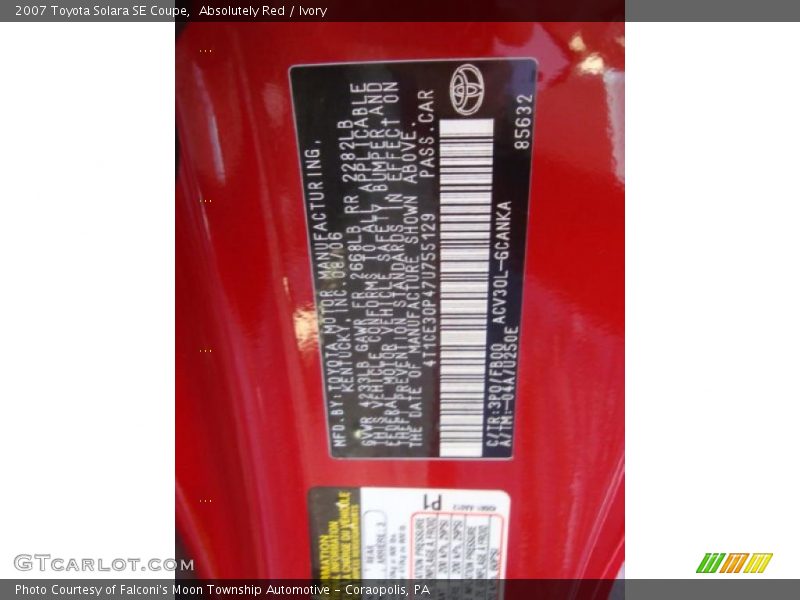 2007 Toyota Solara SE Coupe,  Absolutely Red / Ivory
MFD.BY:TOYOTA MOTOR MANUFACTURING,
KENTUCKY, INC.08/06
GVWR 4233LB GAWR FR 2668LB RR 2282LB
THIS VEHICLE CONFORMS TO ALL APPLICABLE
FEDERAL MOTOR VEHICLE SAFETY, BUMPER AND
THEFT PREVENTION STANDARDS IN EFFECT ON
THE DATE OF MANUFACTURE SHOWN ABOVE.
4T1CE30P47U755129 PASS.CAR
C/TR:3P0/FB00 ACV30L-GCANKA
A/TM:-04A/U250E 85632
P1
GTcarlot.com
Photo Courtesy of Falconi's Moon Township Automotive - Coraopolis, PA